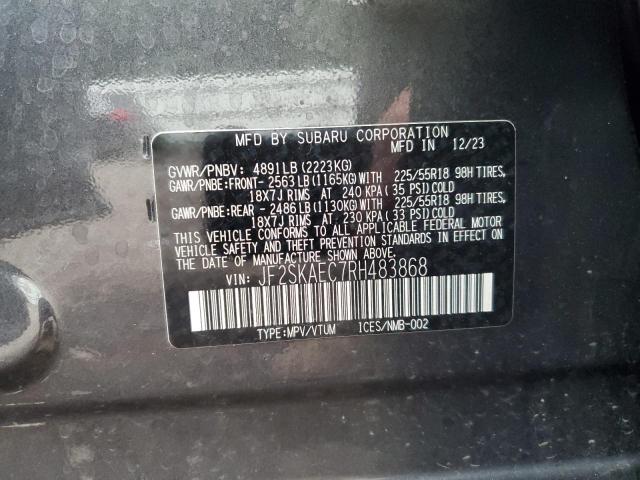 MFD BY SUBARU CORPORATION
MFD IN 12/23
GVWR/PNBV: 4891LB(2223KG)
GAWR/PNBE:FRONT- 2563LB(1165KG)WITH 225/55R18 98H TIRES,
18X7J RIMS AT 240 KPA(35 PSI)COLD
GAWR/PNBE:REAR - 2486LB(1130KG)WITH 225/55R18 98H TIRES,
18X7J RIMS AT 230 KPA(33 PSI)COLD
THIS VEHICLE CONFORMS TO ALL APPLICABLE FEDERAL MOTOR
VEHICLE SAFETY AND THEFT PREVENTION STANDARDS IN EFFECT ON
THE DATE OF MANUFACTURE SHOWN ABOVE.
VIN: JF2SKAEC7RH483868
TYPE:MPV/VTUM ICES/NMB-002